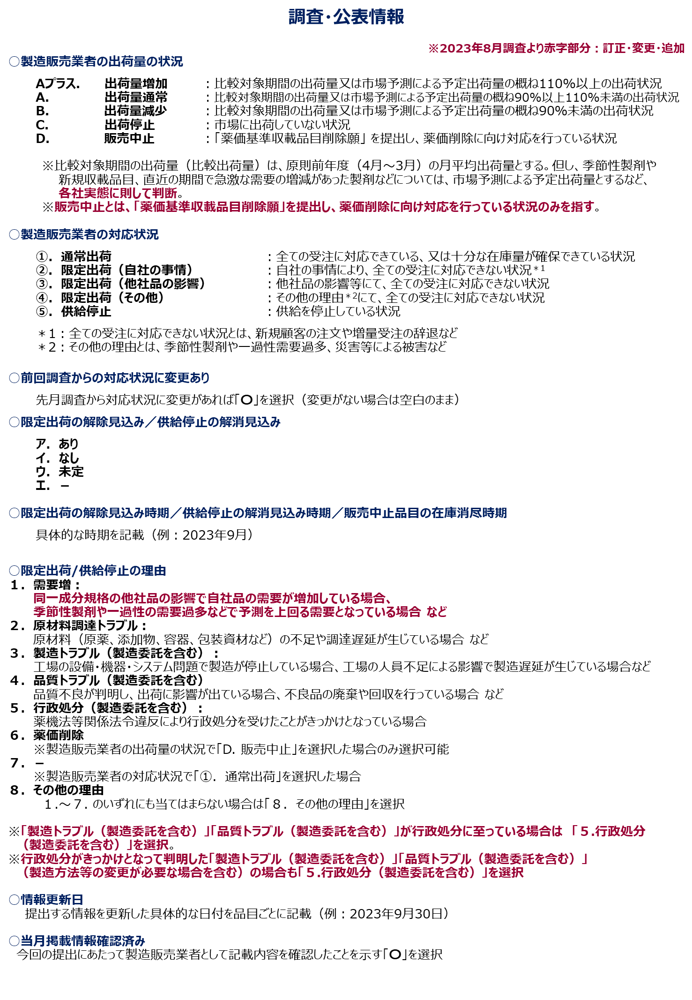 調査・公表情報
※2023年8月調査より赤字部分：訂正・変更・追加
○製造販売業者の出荷量の状況
Aプラス. 出荷量増加 ：比較対象期間の出荷量又は市場予測による予定出荷量の概ね110%以上の出荷状況
A. 出荷量通常 ：比較対象期間の出荷量又は市場予測による予定出荷量の概ね90%以上110%未満の出荷状況
B. 出荷量減少 ：比較対象期間の出荷量又は市場予測による予定出荷量の概ね90%未満の出荷状況
C. 出荷停止 ：市場に出荷していない状況
D. 販売中止 ：「薬価基準収載品目削除願」を提出し、薬価削除に向け対応を行っている状況
※比較対象期間の出荷量（比較出荷量）は、原則前年度（4月～3月）の月平均出荷量とする。但し、季節性製剤や
新規収載品目、直近の期間で急激な需要の増減があった製剤などについては、市場予測による予定出荷量とするなど、
各社実態に則して判断。
※販売中止とは、「薬価基準収載品目削除願」を提出し、薬価削除に向け対応を行っている状況のみを指す。
○製造販売業者の対応状況
①．通常出荷 ：全ての受注に対応できている、又は十分な在庫量が確保できている状況
②．限定出荷（自社の事情） ：自社の事情により、全ての受注に対応できない状況＊1
③．限定出荷（他社品の影響） ：他社品の影響等にて、全ての受注に対応できない状況
④．限定出荷（その他） ：その他の理由＊2にて、全ての受注に対応できない状況
⑤．供給停止 ：供給を停止している状況
＊１：全ての受注に対応できない状況とは、新規顧客の注文や増量受注の辞退など
＊２：その他の理由とは、季節性製剤や一過性需要過多、災害等による被害など
○前回調査からの対応状況に変更あり
先月調査から対応状況に変更があれば「〇」を選択（変更がない場合は空白のまま）
○限定出荷の解除見込み／供給停止の解消見込み
ア．あり
イ．なし
ウ．未定
エ．－
○限定出荷の解除見込み時期／供給停止の解消見込み時期／販売中止品目の在庫消尽時期
具体的な時期を記載（例：2023年9月）
○限定出荷/供給停止の理由
１．需要増：
同一成分規格の他社品の影響で自社品の需要が増加している場合、
季節性製剤や一過性の需要過多などで予測を上回る需要となっている場合 など
２．原材料調達トラブル：
原材料（原薬、添加物、容器、包装資材など）の不足や調達遅延が生じている場合 など
３．製造トラブル（製造委託を含む）：
工場の設備・機器・システム問題で製造が停止している場合、工場の人員不足による影響で製造遅延が生じている場合など
４．品質トラブル（製造委託を含む）
品質不良が判明し、出荷に影響が出ている場合、不良品の廃棄や回収を行っている場合 など
５．行政処分（製造委託を含む）：
薬機法等関係法令違反により行政処分を受けたことがきっかけとなっている場合
６．薬価削除
※製造販売業者の出荷量の状況で「D. 販売中止」を選択した場合のみ選択可能
７．－
※製造販売業者の対応状況で「①．通常出荷」を選択した場合
８．その他の理由
１.～７. のいずれにも当てはまらない場合は「８．その他の理由」を選択
※「製造トラブル（製造委託を含む）」「品質トラブル（製造委託を含む）」が行政処分に至っている場合は 「５.行政処分
（製造委託を含む）」を選択。
※行政処分がきっかけとなって判明した「製造トラブル（製造委託を含む）」「品質トラブル（製造委託を含む）」
（製造方法等の変更が必要な場合を含む）の場合も「５.行政処分（製造委託を含む）」を選択
○情報更新日
提出する情報を更新した具体的な日付を品目ごとに記載（例：2023年9月30日）
○当月掲載情報確認済み
今回の提出にあたって製造販売業者として記載内容を確認したことを示す「〇」を選択